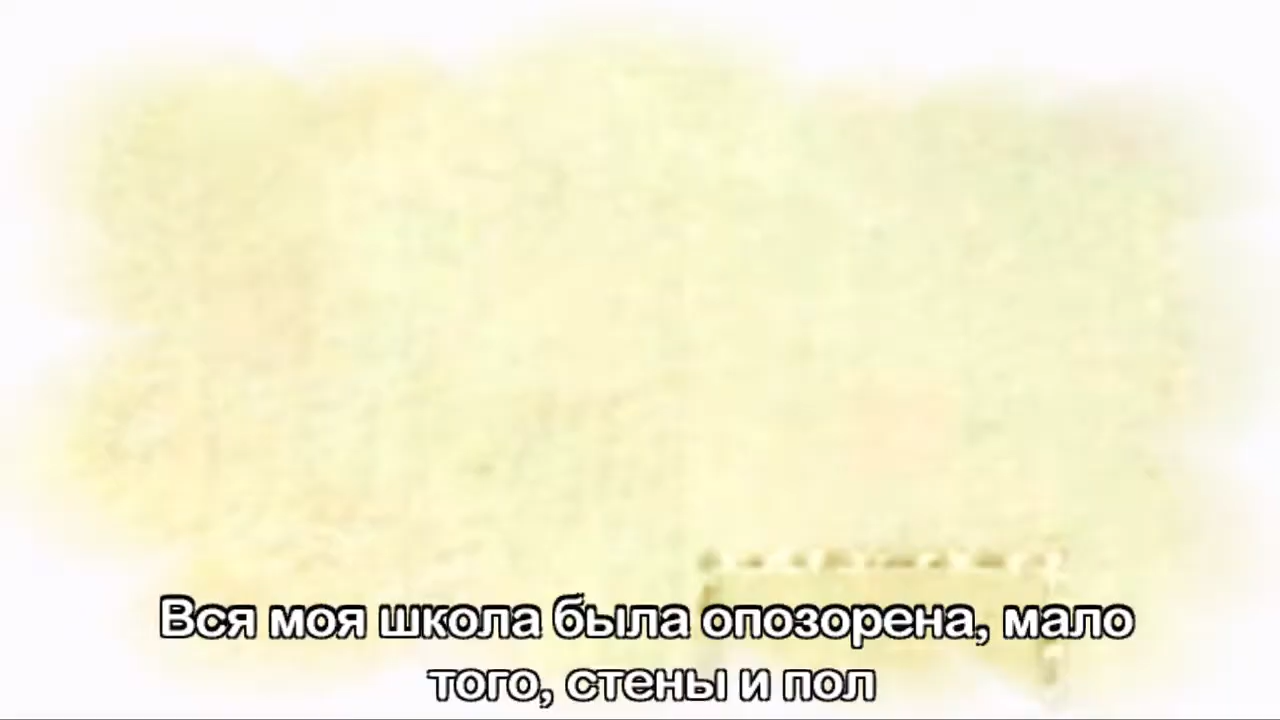 Вся моя школа была опозорена, мало
того, стены и пол